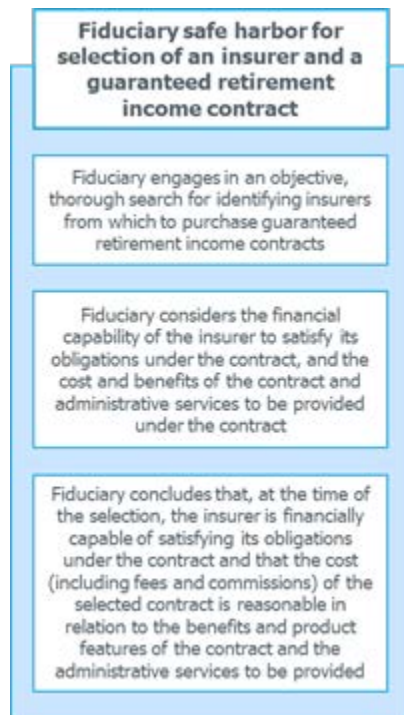 Fiduciary safe harbor for
selection of an insurer and a
guaranteed retirement
income contract
Fiduciary engages in an objective,
thorough search for identifying insurers
from which to purchase guaranteed
retirement income contracts
Fiduciary considers the financial
capability of the insurer to satisfy its
obligations under the contract, and the
cost and benefits of the contract and
administrative services to be provided
under the contract
Fiduciary concludes that, at the time of
the selection, the insurer is financially
capable of satisfying its obligations
under the contract and that the cost
(including fees and commissions) of the
selected contract is reasonable in
relation to the benefits and product
features of the contract and the
administrative services to be provided